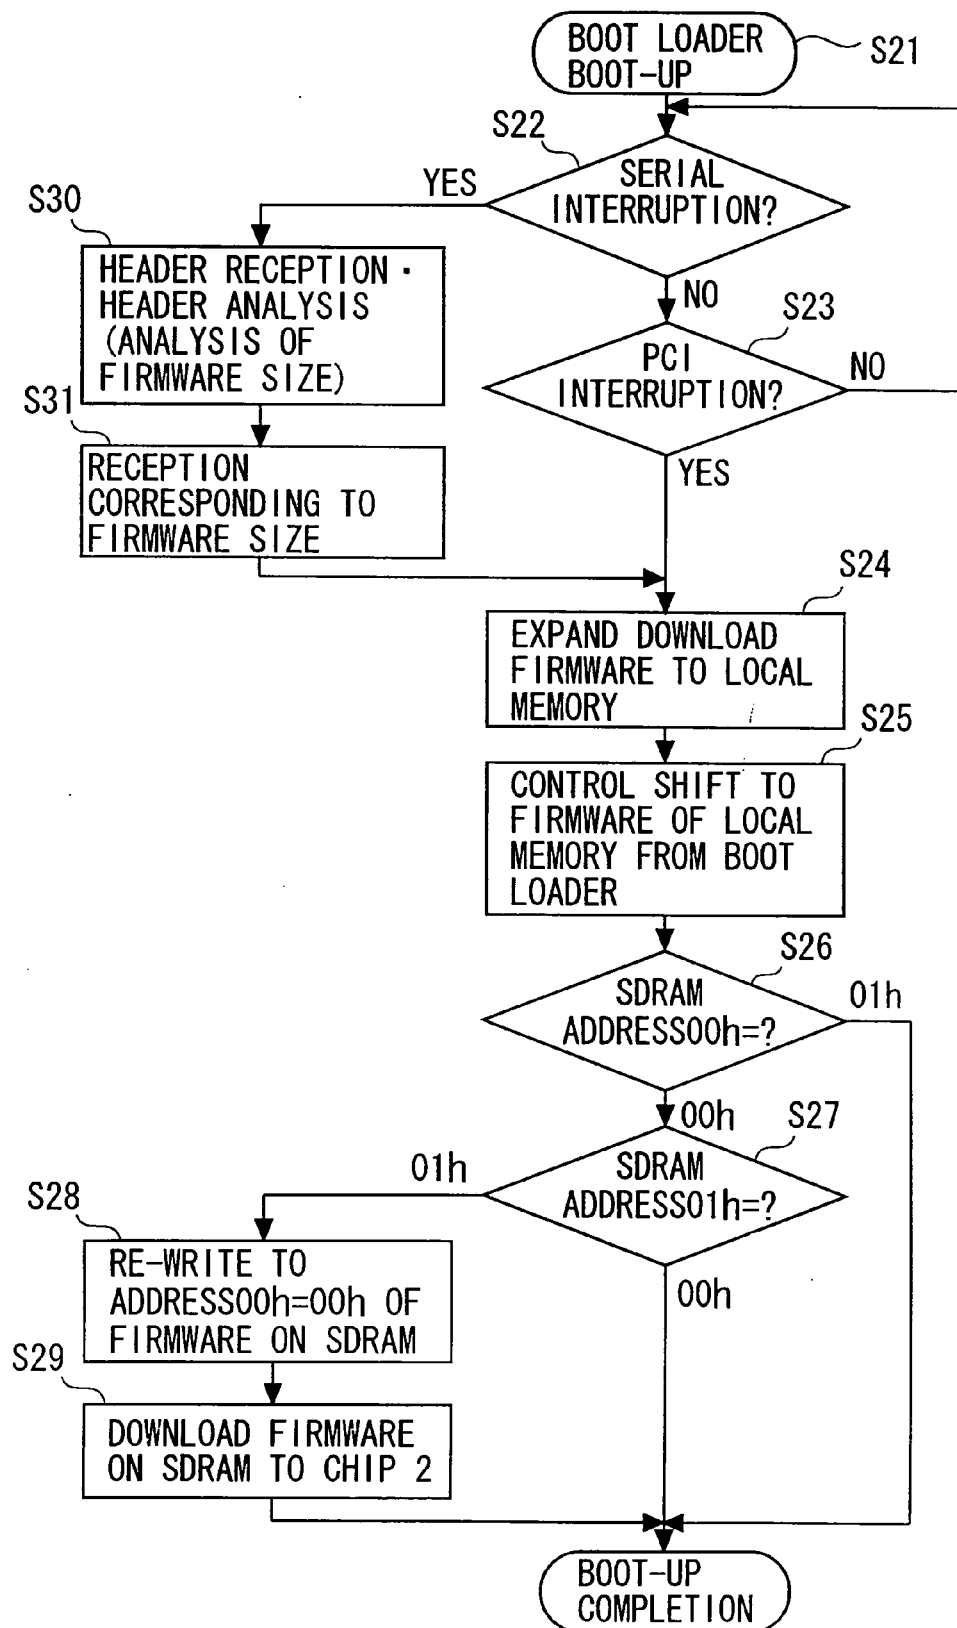 BOOT LOADER
BOOT-UP
S21
S22
SERIAL
INTERRUPTION?
YES
NO
S30
HEADER RECEPTION・
HEADER ANALYSIS
(ANALYSIS OF
FIRMWARE SIZE)
S23
PCI
INTERRUPTION?
NO
YES
S31
RECEPTION
CORRESPONDING TO
FIRMWARE SIZE
S24
EXPAND DOWNLOAD
FIRMWARE TO LOCAL
MEMORY
S25
CONTROL SHIFT TO
FIRMWARE OF LOCAL
MEMORY FROM BOOT
LOADER
S26
SDRAM
ADDRESS00h=?
01h
00h
S27
SDRAM
ADDRESS01h=?
01h
00h
S28
RE-WRITE TO
ADDRESS00h=00h OF
FIRMWARE ON SDRAM
S29
DOWNLOAD FIRMWARE
ON SDRAM TO CHIP 2
BOOT-UP
COMPLETION